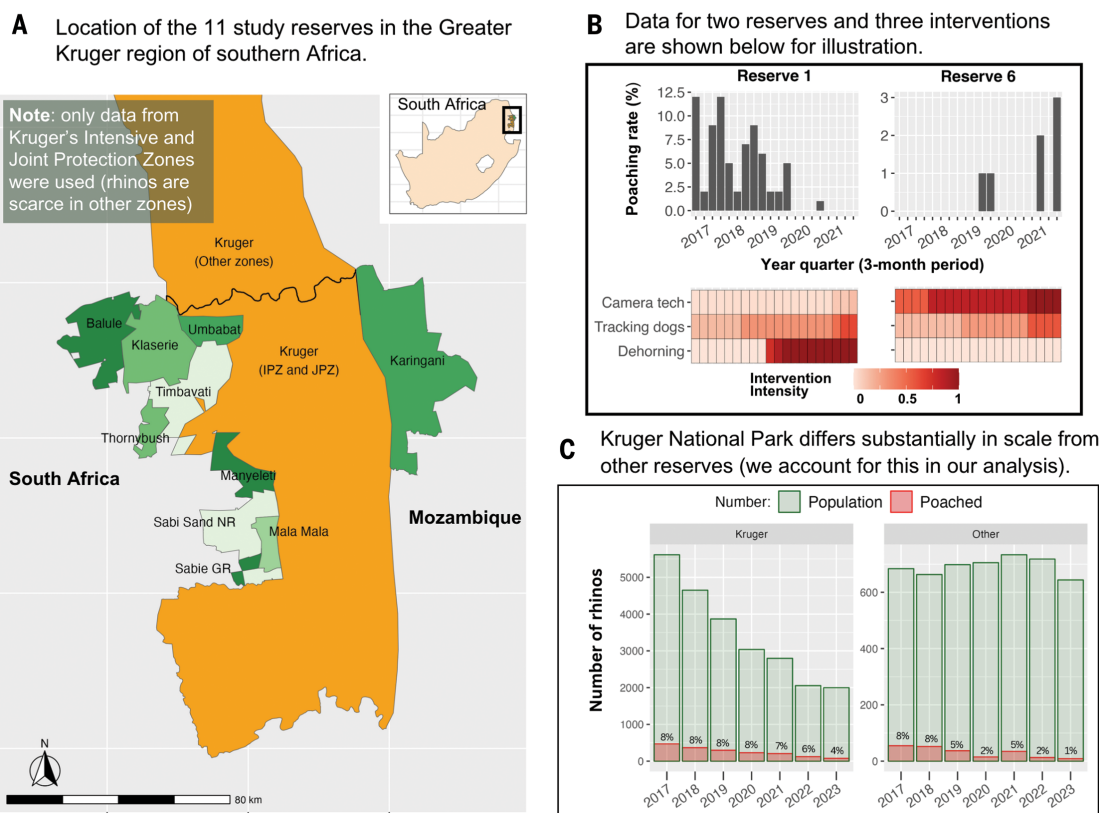 A
Location of the 11 study reserves in the Greater
Kruger region of southern Africa.
Note: only data from
Kruger's Intensive and
Joint Protection Zones
were used (rhinos are
scarce in other zones)
South Africa
Kruger
(Other zones)
Balule
Klaserie
Umbabat
Kruger
(IPZ and JPZ)
Karingani
Timbavati
Thornybush
South Africa
Manyeleti
Mozambique
Sabi Sand NR
Mala Mala
Sabie GR
N
80 km
B
Data for two reserves and three interventions
are shown below for illustration.
Reserve 1
Reserve 6
Poaching rate (%)
12.5
10.0
7.5
5.0
2.5
0.0
2017 2018 2019 2020 2021
3
2
1
0
2017 2018 2019 2020 2021
Year quarter (3-month period)
Camera tech
Tracking dogs
Dehorning
Intervention
Intensity
0 0.5 1
C
Kruger National Park differs substantially in scale from
other reserves (we account for this in our analysis).
Number: Population Poached
Kruger
Other
Number of rhinos
5000
4000
3000
2000
1000
0
8% 8% 8% 8% 7% 6% 4%
2017 2018 2019 2020 2021 2022 2023
600
400
200
0
8% 8% 5% 2% 5% 2% 1%
2017 2018 2019 2020 2021 2022 2023